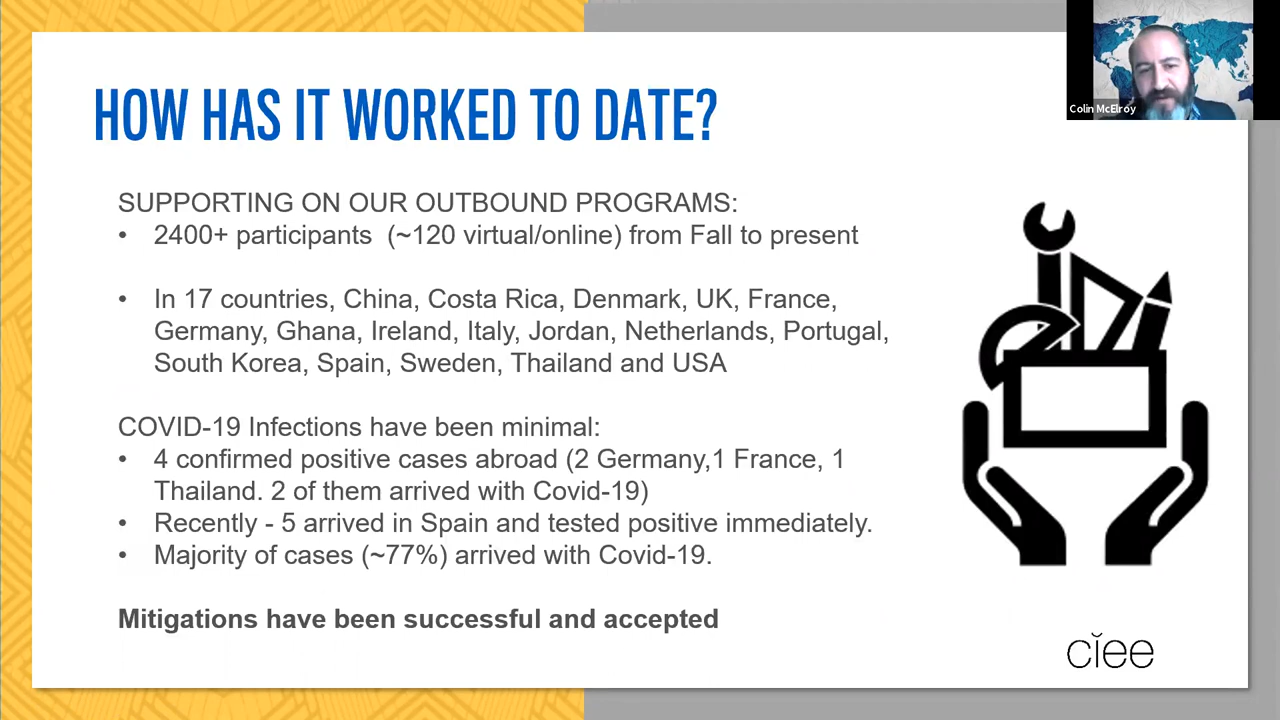 Colin McElroy
HOW HAS IT WORKED TO DATE?
SUPPORTING ON OUR OUTBOUND PROGRAMS:
• 2400+ participants (~120 virtual/online) from Fall to present
• In 17 countries, China, Costa Rica, Denmark, UK, France,
Germany, Ghana, Ireland, Italy, Jordan, Netherlands, Portugal,
South Korea, Spain, Sweden, Thailand and USA
COVID-19 Infections have been minimal:
• 4 confirmed positive cases abroad (2 Germany,1 France, 1
Thailand. 2 of them arrived with Covid-19)
• Recently - 5 arrived in Spain and tested positive immediately.
• Majority of cases (~77%) arrived with Covid-19.
Mitigations have been successful and accepted
ciee